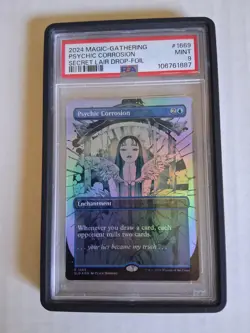 2024 MAGIC-GATHERING #1669
PSYCHIC CORROSION MINT
SECRET LAIR DROP-FOIL 9
PSA 106761867
Psychic Corrosion
Enchantment
Whenever you draw a card, each
opponent mills two cards.